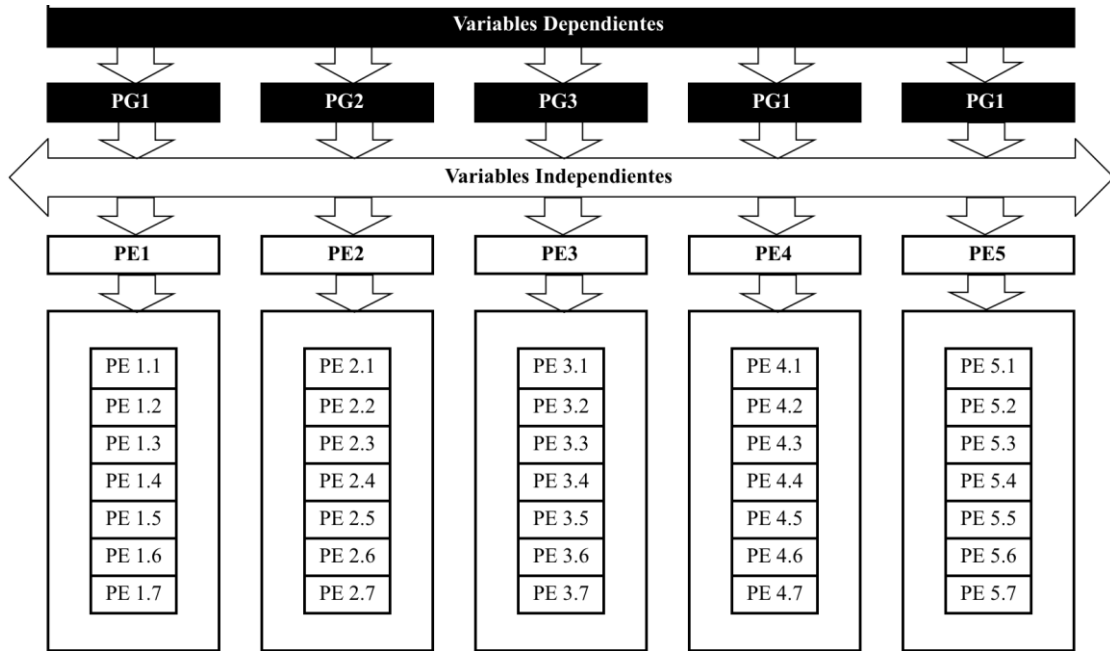 Variables Dependientes
PG1 PG2 PG3 PG1 PG1
Variables Independientes
PE1 PE2 PE3 PE4 PE5
PE 1.1 PE 2.1 PE 3.1 PE 4.1 PE 5.1
PE 1.2 PE 2.2 PE 3.2 PE 4.2 PE 5.2
PE 1.3 PE 2.3 PE 3.3 PE 4.3 PE 5.3
PE 1.4 PE 2.4 PE 3.4 PE 4.4 PE 5.4
PE 1.5 PE 2.5 PE 3.5 PE 4.5 PE 5.5
PE 1.6 PE 2.6 PE 3.6 PE 4.6 PE 5.6
PE 1.7 PE 2.7 PE 3.7 PE 4.7 PE 5.7